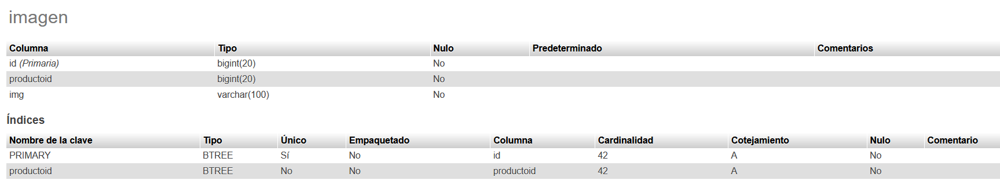 imagen
Columna Tipo Nulo Predeterminado Comentarios
id (Primaria) bigint(20) No
productoid bigint(20) No
img varchar(100) No
Índices
Nombre de la clave Tipo Único Empaquetado Columna Cardinalidad Cotejamiento Nulo Comentario
PRIMARY BTREE Sí No id 42 A No
productoid BTREE No No productoid 42 A No